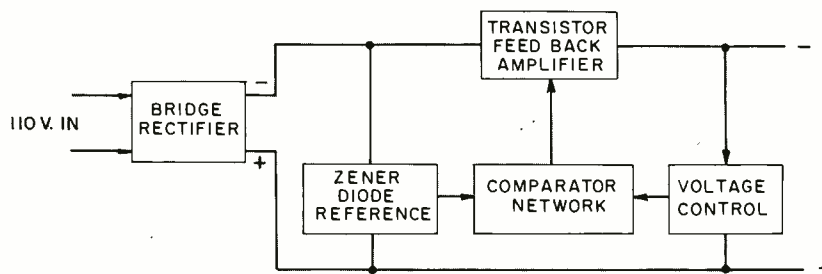 TRANSISTOR
FEED BACK
AMPLIFIER
–
–
BRIDGE
RECTIFIER
110 V. IN
+
ZENER
DIODE
REFERENCE
COMPARATOR
NETWORK
VOLTAGE
CONTROL